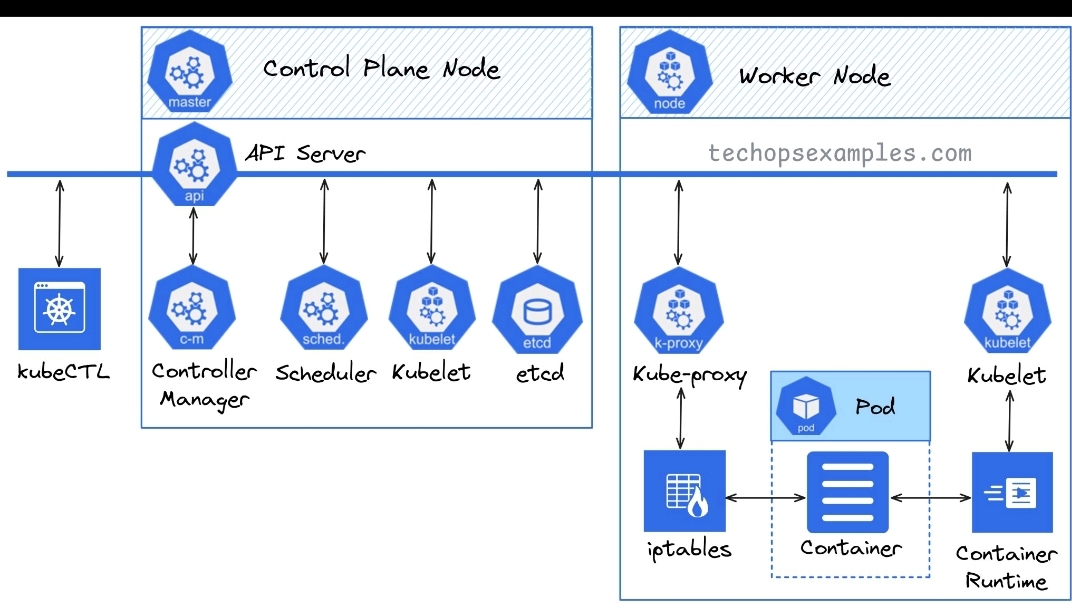 master
Control Plane Node
node
Worker Node
API Server
api
techopsexamples.com
c-m
sched.
kubelet
etcd
k-proxy
kubelet
kubeCTL
Controller
Manager
Scheduler
Kubelet
etcd
Kube-proxy
Kubelet
pod
Pod
iptables
Container
Container
Runtime